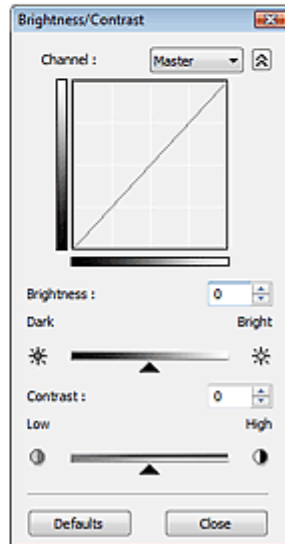 Brightness/Contrast
Channel : Master
Brightness : 0
Dark Bright
Contrast : 0
Low High
Defaults Close